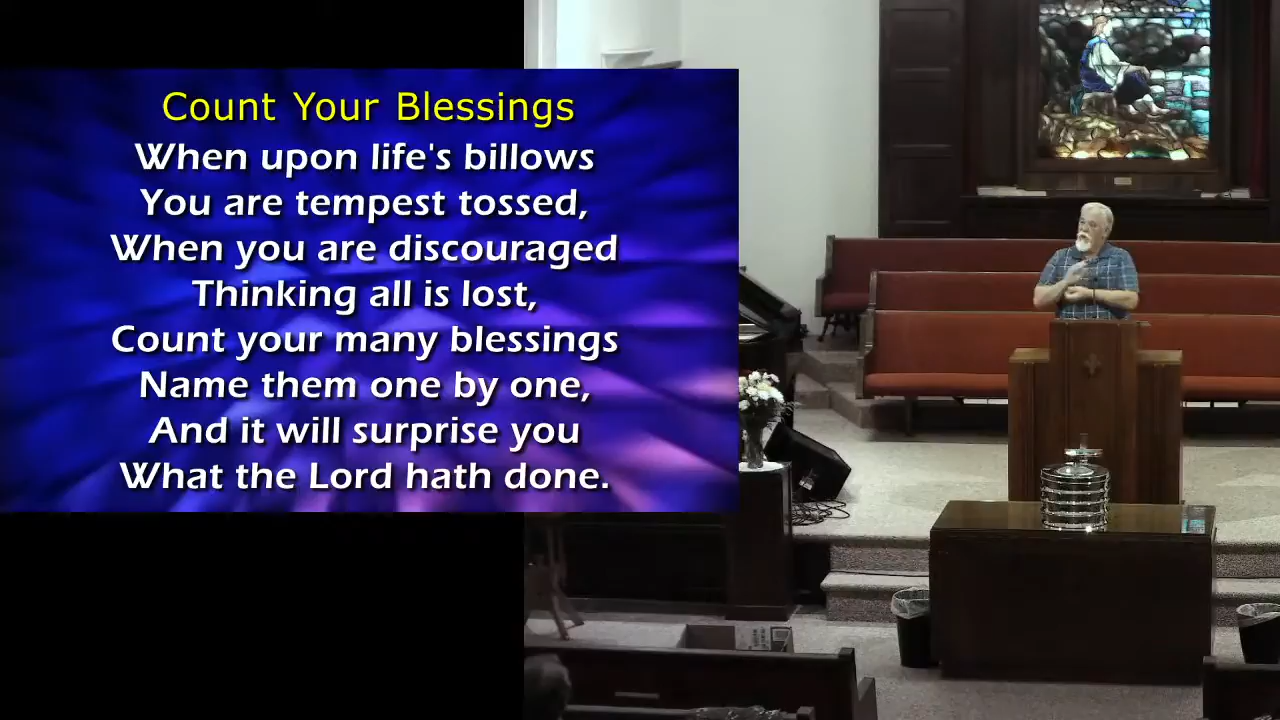 Count Your Blessings
When upon life's billows
You are tempest tossed,
When you are discouraged
Thinking all is lost,
Count your many blessings
Name them one by one,
And it will surprise you
What the Lord hath done.